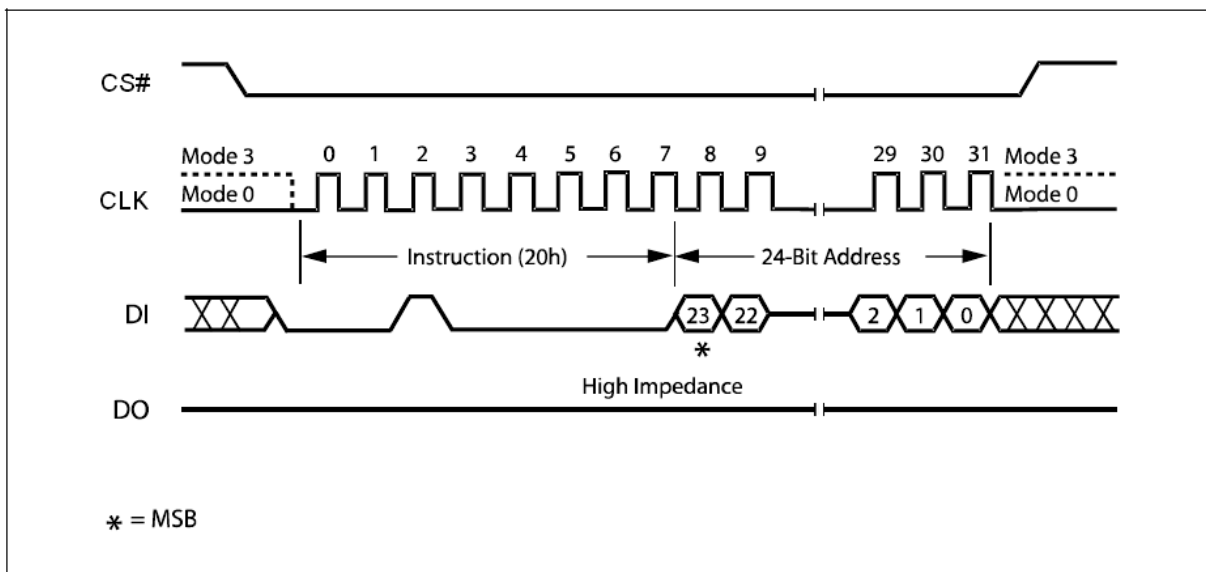 CS#
Mode 3 0 1 2 3 4 5 6 7 8 9 29 30 31 Mode 3
CLK Mode 0 Mode 0
Instruction (20h) 24-Bit Address
DI 23 22 2 1 0
*
High Impedance
DO
* = MSB